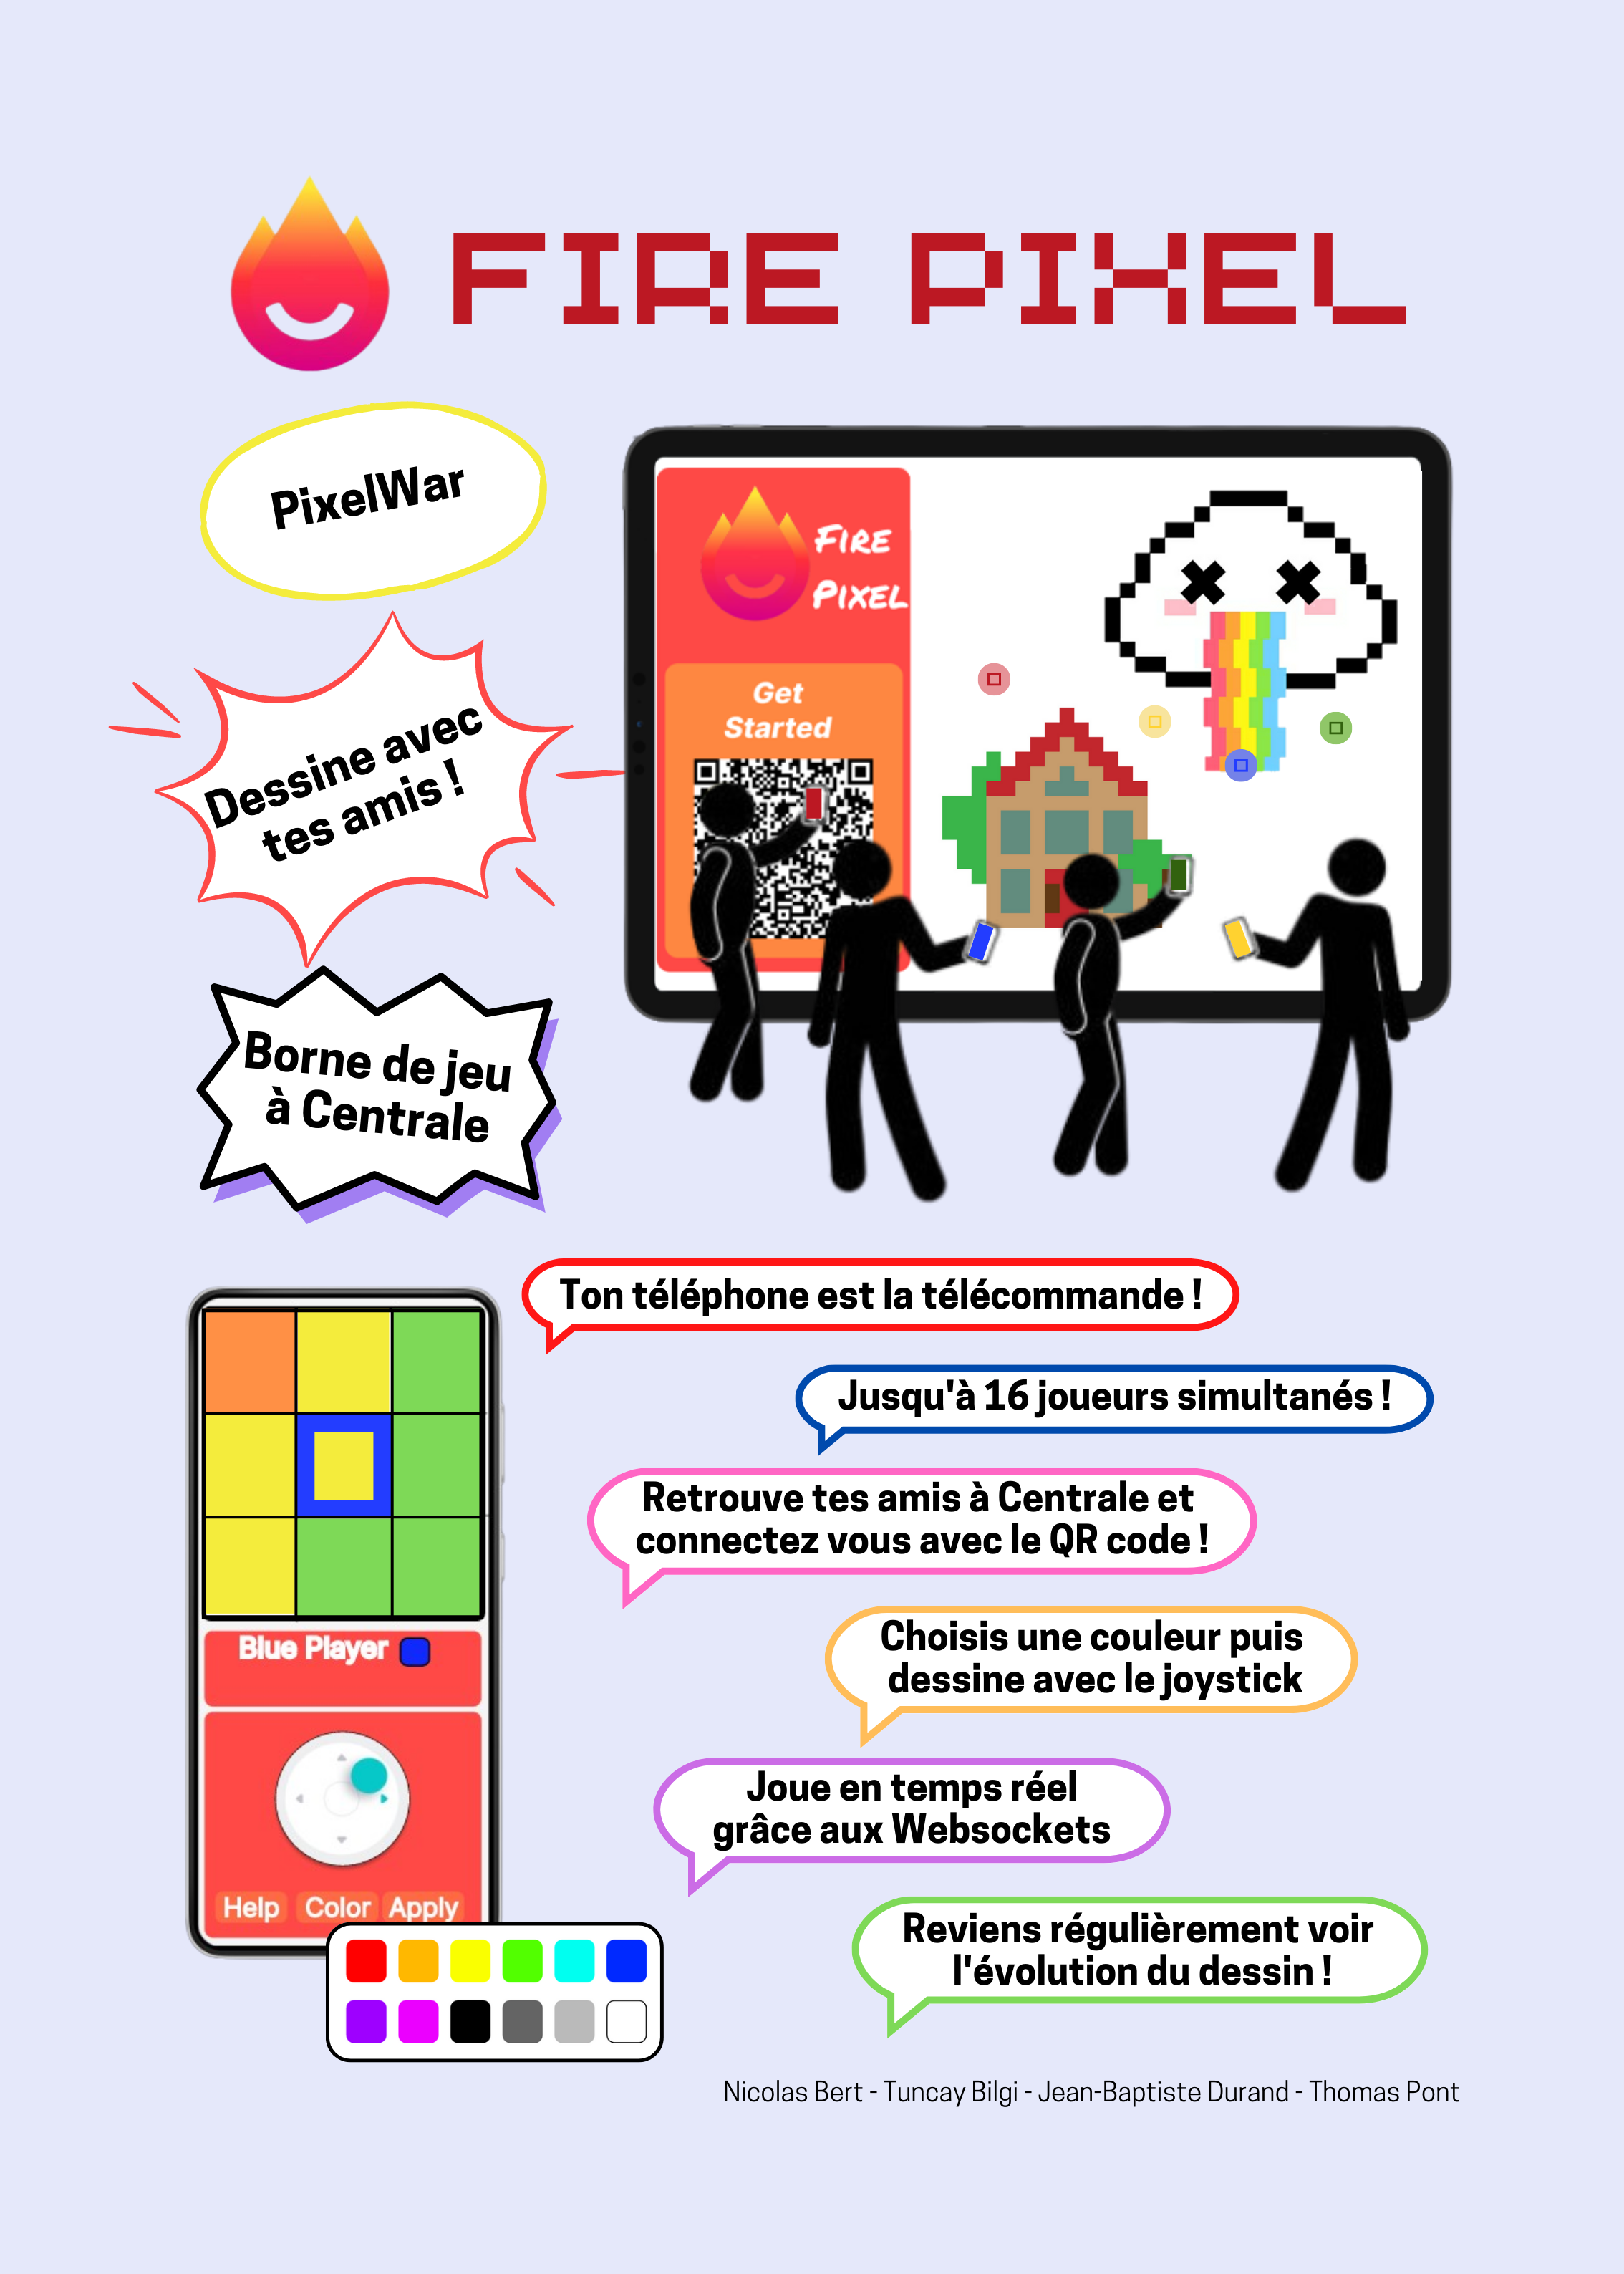 FIRE PIXEL
PixelWar
Dessine avec
tes amis !
Borne de jeu
à Centrale
FIRE
PIXEL
Get
Started
Ton téléphone est la télécommande !
Jusqu'à 16 joueurs simultanés !
Retrouve tes amis à Centrale et
connectez vous avec le QR code !
Choisis une couleur puis
dessine avec le joystick
Joue en temps réel
grâce aux Websockets
Reviens régulièrement voir
l'évolution du dessin !
Blue Player
Help Color Apply
Nicolas Bert - Tuncay Bilgi - Jean-Baptiste Durand - Thomas Pont